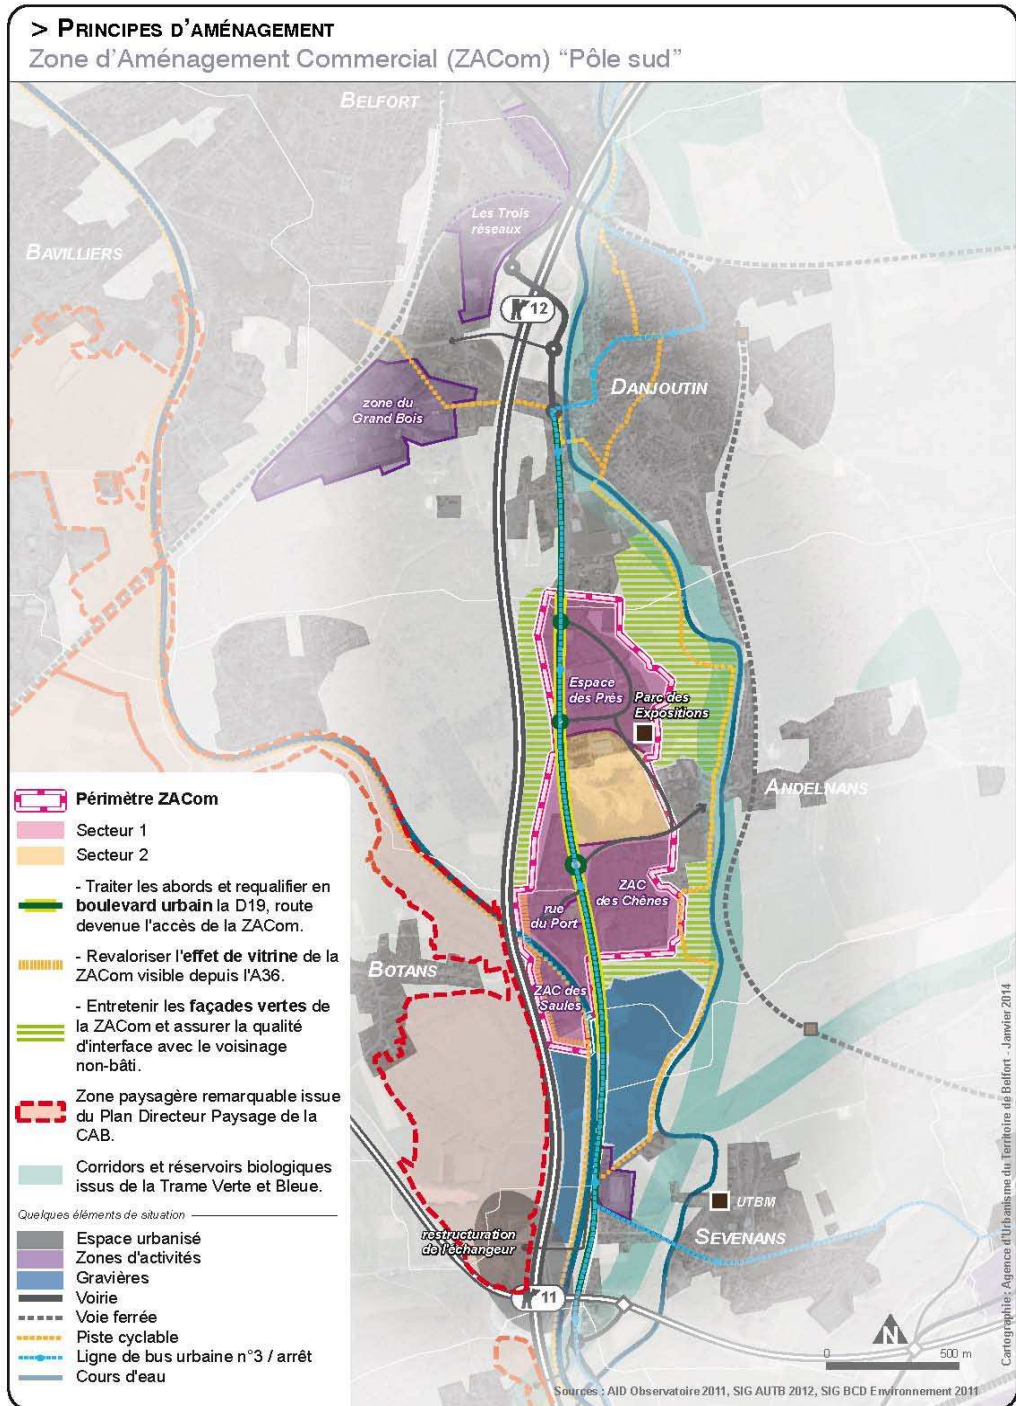 > PRINCIPES D'AMÉNAGEMENT
Zone d'Aménagement Commercial (ZACom) “Pôle sud”
BELFORT
Les Trois
réseaux
BAVILLIERS
12
DANJOUTIN
zone du
Grand Bois
Espace
des Prés
Parc des
Expositions
ANDELNANS
ZAC
des Chênes
rue
du Port
BOTANS
ZAC des
Saules
UTBM
SEVENANS
restructuration
de l'échangeur
11
Périmètre ZACom
Secteur 1
Secteur 2
- Traiter les abords et requalifier en
boulevard urbain la D19, route
devenue l'accès de la ZACom.
- Revaloriser l'effet de vitrine de la
ZACom visible depuis l'A36.
- Entretenir les façades vertes de
la ZACom et assurer la qualité
d'interface avec le voisinage
non-bâti.
Zone paysagère remarquable issue
du Plan Directeur Paysage de la
CAB.
Corridors et réservoirs biologiques
issus de la Trame Verte et Bleue.
Quelques éléments de situation
Espace urbanisé
Zones d'activités
Gravières
Voirie
Voie ferrée
Piste cyclable
Ligne de bus urbaine n°3 / arrêt
Cours d'eau
N
0 500 m
Sources : AID Observatoire 2011, SIG AUTB 2012, SIG BCD Environnement 2011
Cartographie : Agence d'Urbanisme du Territoire de Belfort - Janvier 2014